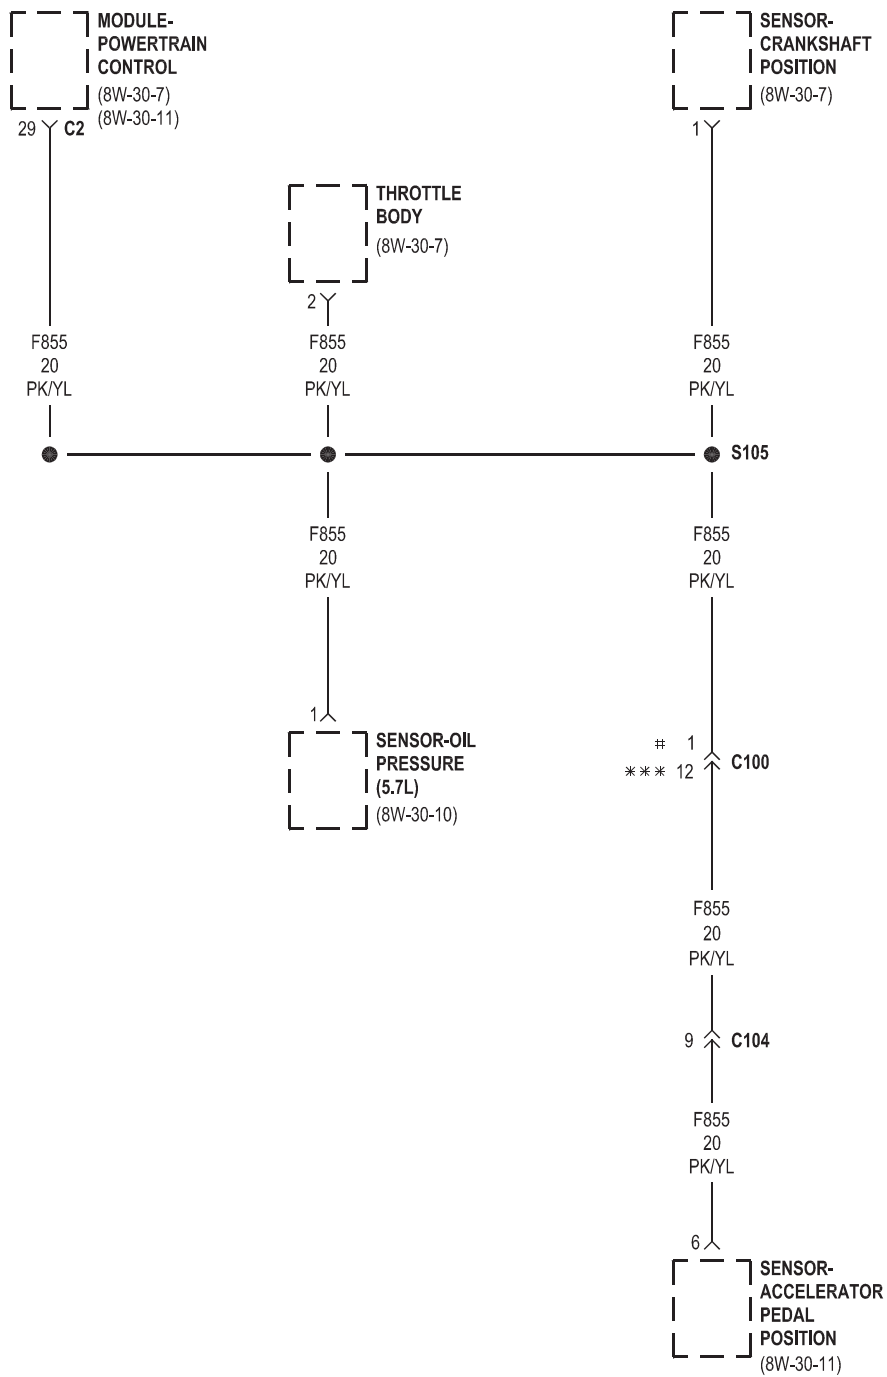 MODULE-
POWERTRAIN
CONTROL
(8W-30-7)
(8W-30-11)
29
C2
SENSOR-
CRANKSHAFT
POSITION
(8W-30-7)
1
THROTTLE
BODY
(8W-30-7)
2
F855
20
PK/YL
F855
20
PK/YL
F855
20
PK/YL
S105
F855
20
PK/YL
F855
20
PK/YL
1
SENSOR-OIL
PRESSURE
(5.7L)
(8W-30-10)
# 1
*** 12
C100
F855
20
PK/YL
9
C104
F855
20
PK/YL
6
SENSOR-
ACCELERATOR
PEDAL
POSITION
(8W-30-11)